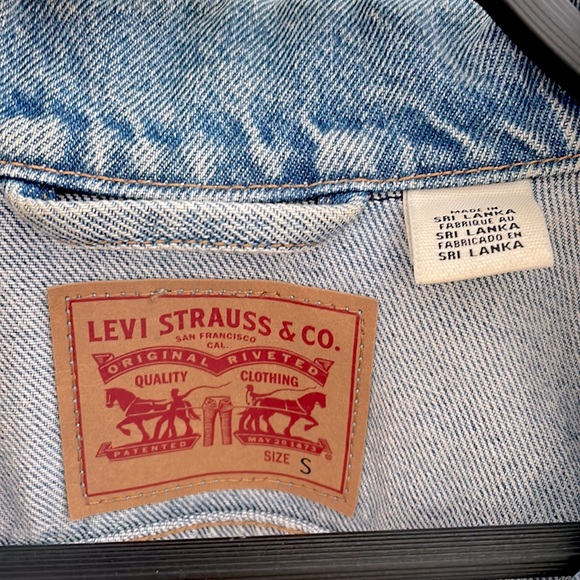 MADE IN
SRI LANKA
FABRIQUE AU
SRI LANKA
FABRICADO EN
SRI LANKA
LEVI STRAUSS & CO.
SAN FRANCISCO
CAL.
ORIGINAL RIVETED
QUALITY CLOTHING
PATENTED MAY 20 1873
SIZE S